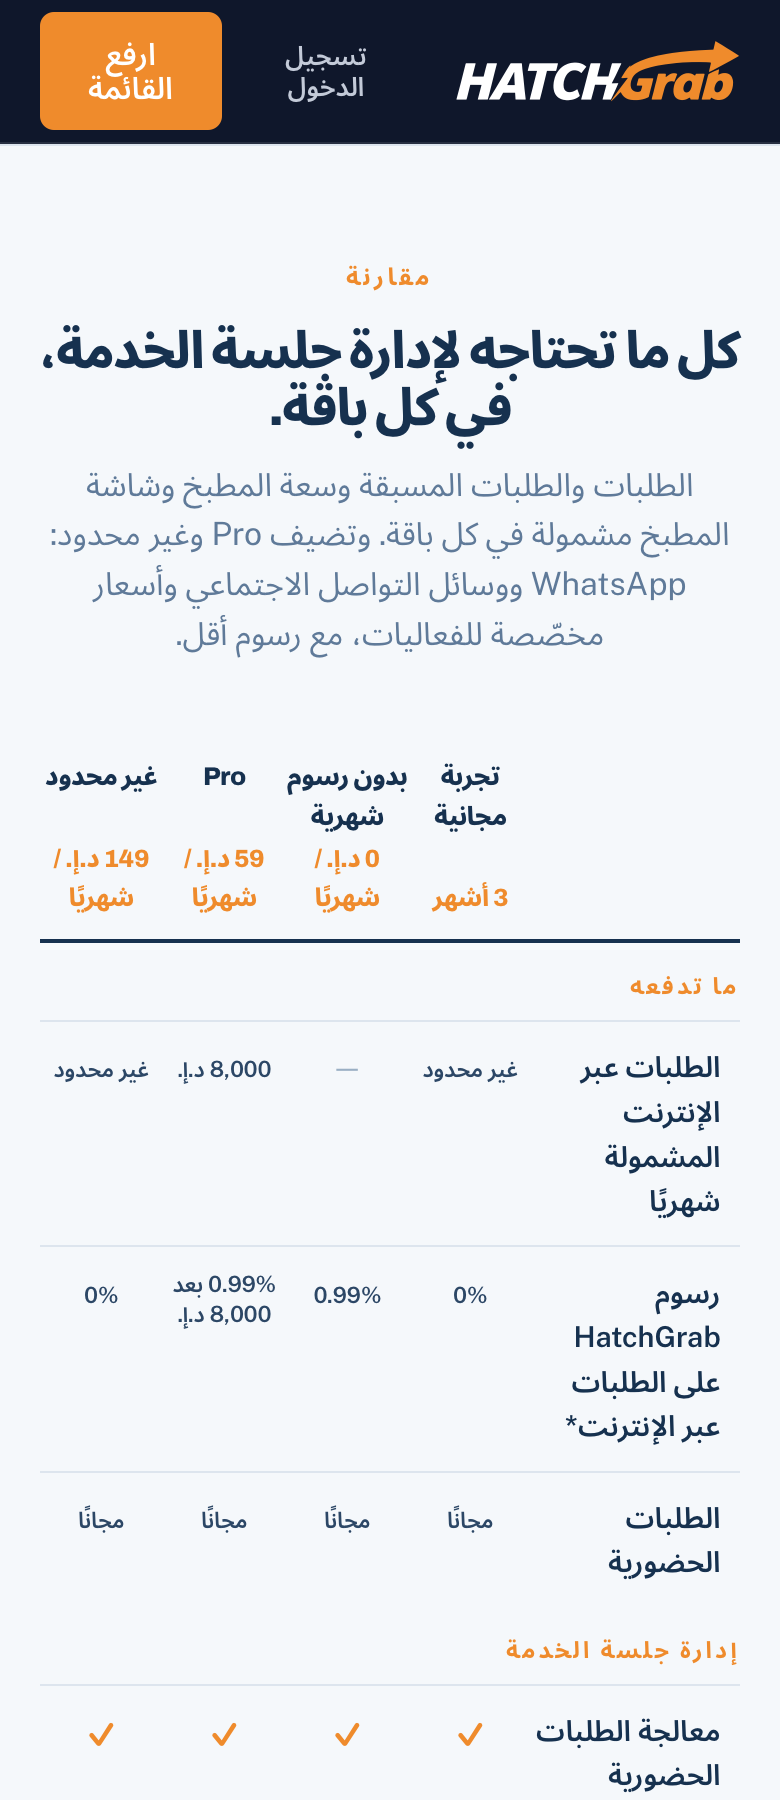 HATCHGrab
تسجيل
الدخول
ارفع
القائمة
مقارنة
كل ما تحتاجه لإدارة جلسة الخدمة،
في كل باقة.
الطلبات والطلبات المسبقة وسعة المطبخ وشاشة
المطبخ مشمولة في كل باقة. وتضيف Pro وغير محدود:
WhatsApp ووسائل التواصل الاجتماعي وأسعار
مخصّصة للفعاليات، مع رسوم أقل.
تجربة
مجانية
3 أشهر
بدون رسوم
شهرية
0 د.إ. /
شهريًا
Pro
59 د.إ. /
شهريًا
غير محدود
149 د.إ. /
شهريًا
ما تدفعه
الطلبات عبر
الإنترنت
المشمولة
شهريًا
غير محدود
—
8,000 د.إ.
غير محدود
رسوم
HatchGrab
على الطلبات
عبر الإنترنت*
0%
0.99%
0.99% بعد
8,000 د.إ.
0%
الطلبات
الحضورية
مجانًا
مجانًا
مجانًا
مجانًا
إدارة جلسة الخدمة
معالجة الطلبات
الحضورية
✓ ✓ ✓ ✓